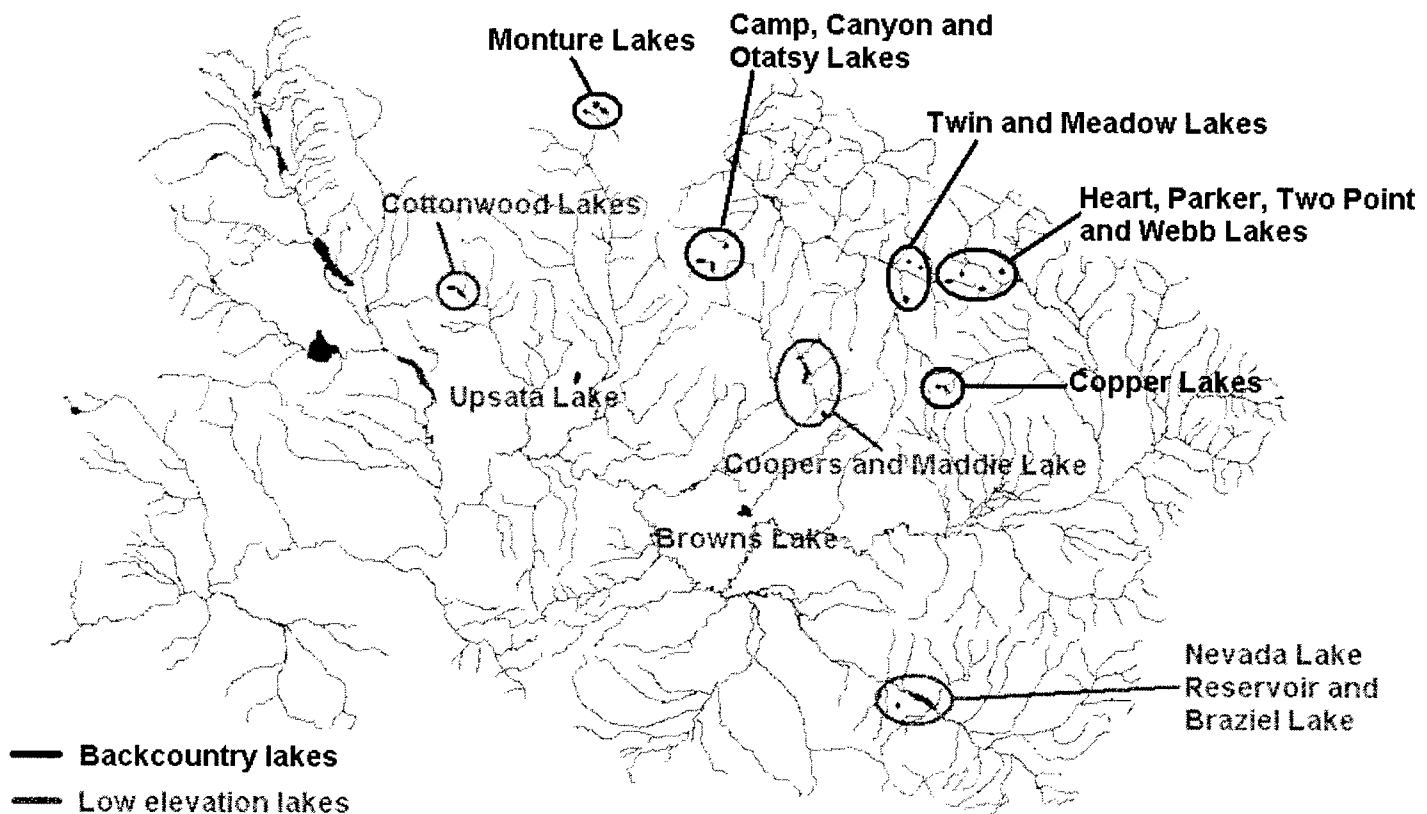 Monture Lakes
Camp, Canyon and
Otatsy Lakes
Twin and Meadow Lakes
Cottonwood Lakes
Heart, Parker, Two Point
and Webb Lakes
Upsata Lake
Copper Lakes
Coopers and Maddie Lake
Browns Lake
Nevada Lake
Reservoir and
Braziel Lake
Backcountry lakes
Low elevation lakes